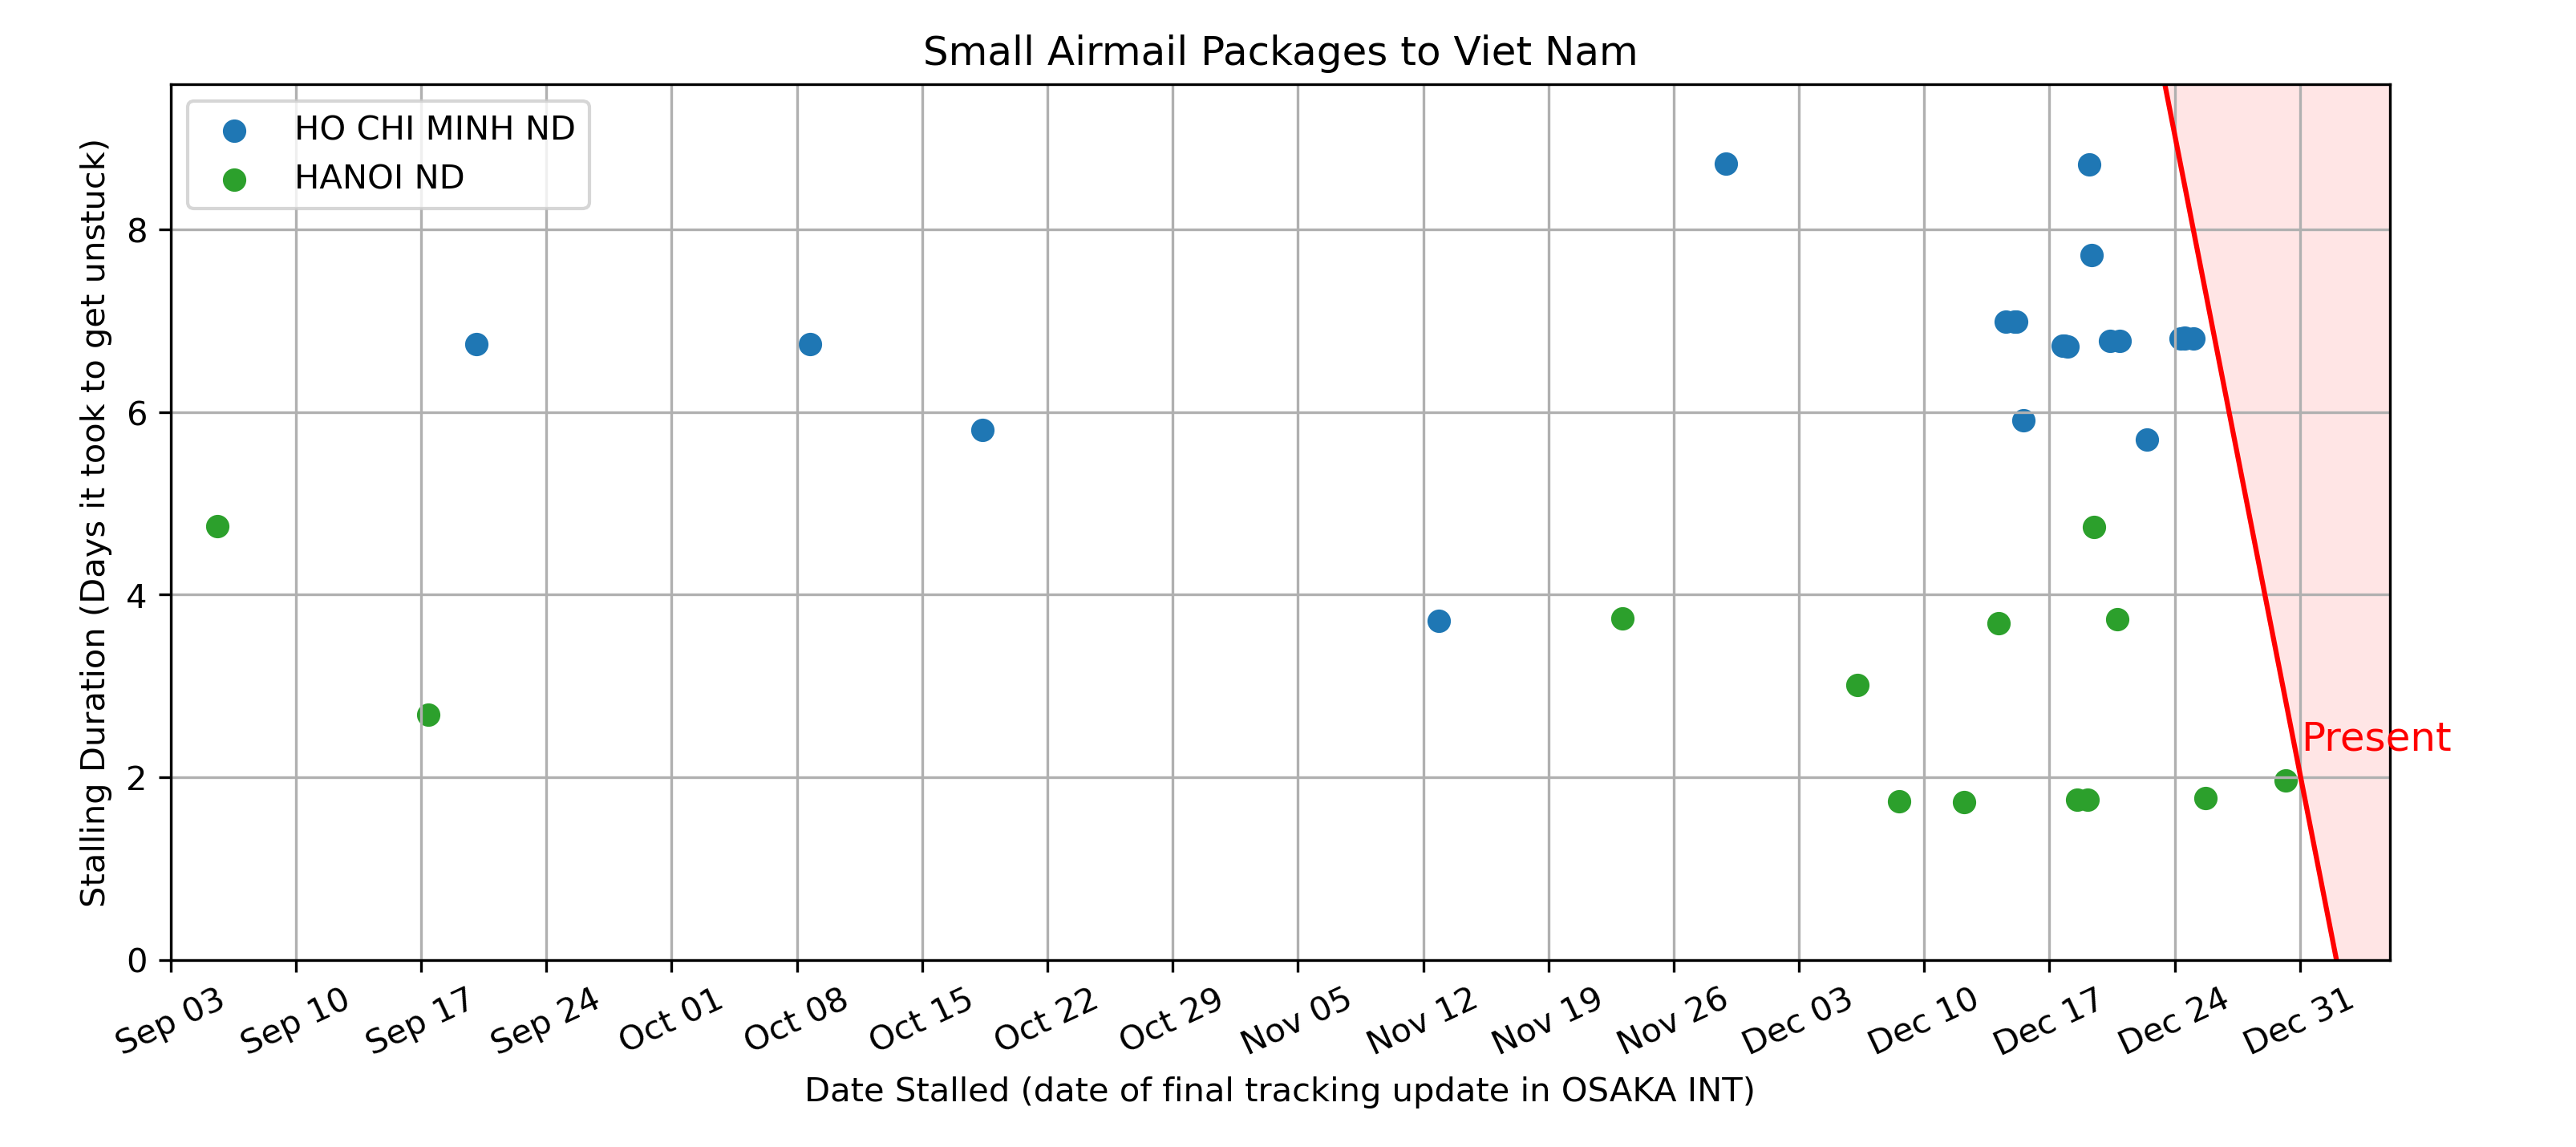 Small Airmail Packages to Viet Nam
HO CHI MINH ND
HANOI ND
Stalling Duration (Days it took to get unstuck)
8
6
4
2
0
Present
Sep 03
Sep 10
Sep 17
Sep 24
Oct 01
Oct 08
Oct 15
Oct 22
Oct 29
Nov 05
Nov 12
Nov 19
Nov 26
Dec 03
Dec 10
Dec 17
Dec 24
Dec 31
Date Stalled (date of final tracking update in OSAKA INT)